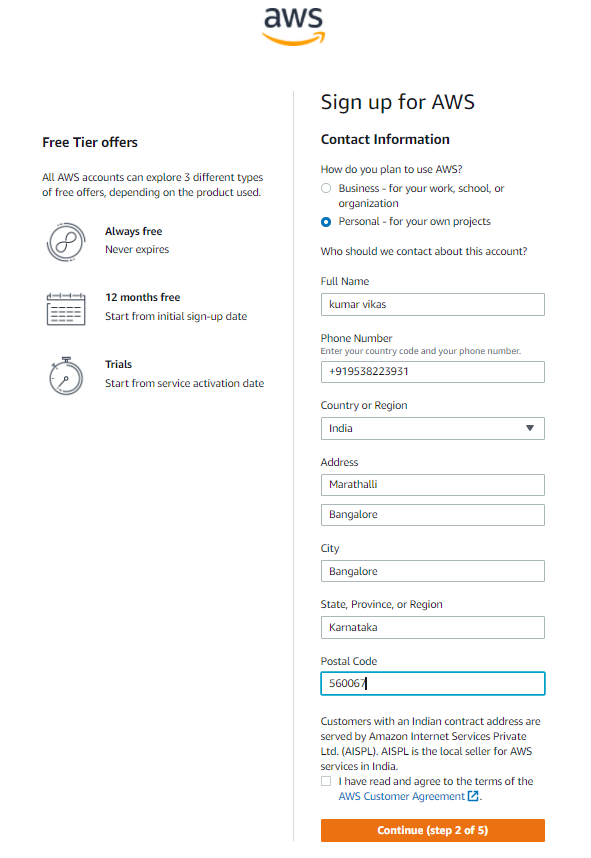 aws
Free Tier offers
All AWS accounts can explore 3 different types
of free offers, depending on the product used.
Always free
Never expires
12 months free
Start from initial sign-up date
Trials
Start from service activation date
Sign up for AWS
Contact Information
How do you plan to use AWS?
Business - for your work, school, or
organization
Personal - for your own projects
Who should we contact about this account?
Full Name
kumar vikas
Phone Number
Enter your country code and your phone number.
+919538223931
Country or Region
India
Address
Marathalli
Bangalore
City
Bangalore
State, Province, or Region
Karnataka
Postal Code
560067
Customers with an Indian contract address are
served by Amazon Internet Services Private
Ltd. (AISPL). AISPL is the local seller for AWS
services in India.
I have read and agree to the terms of the
AWS Customer Agreement.
Continue (step 2 of 5)